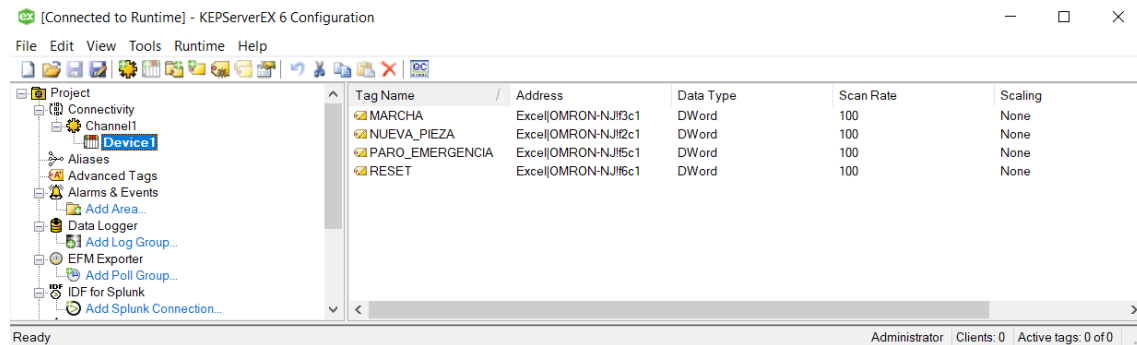 [Connected to Runtime] - KEPServerEX 6 Configuration
File Edit View Tools Runtime Help
Project
Connectivity
Channel1
Device1
Aliases
Advanced Tags
Alarms & Events
Add Area...
Data Logger
Add Log Group...
EFM Exporter
Add Poll Group...
IDF for Splunk
Add Splunk Connection...
Tag Name Address Data Type Scan Rate Scaling
MARCHA Excel|OMRON-NJ!f3c1 DWord 100 None
NUEVA_PIEZA Excel|OMRON-NJ!f2c1 DWord 100 None
PARO_EMERGENCIA Excel|OMRON-NJ!f5c1 DWord 100 None
RESET Excel|OMRON-NJ!f6c1 DWord 100 None
Ready Administrator Clients: 0 Active tags: 0 of 0